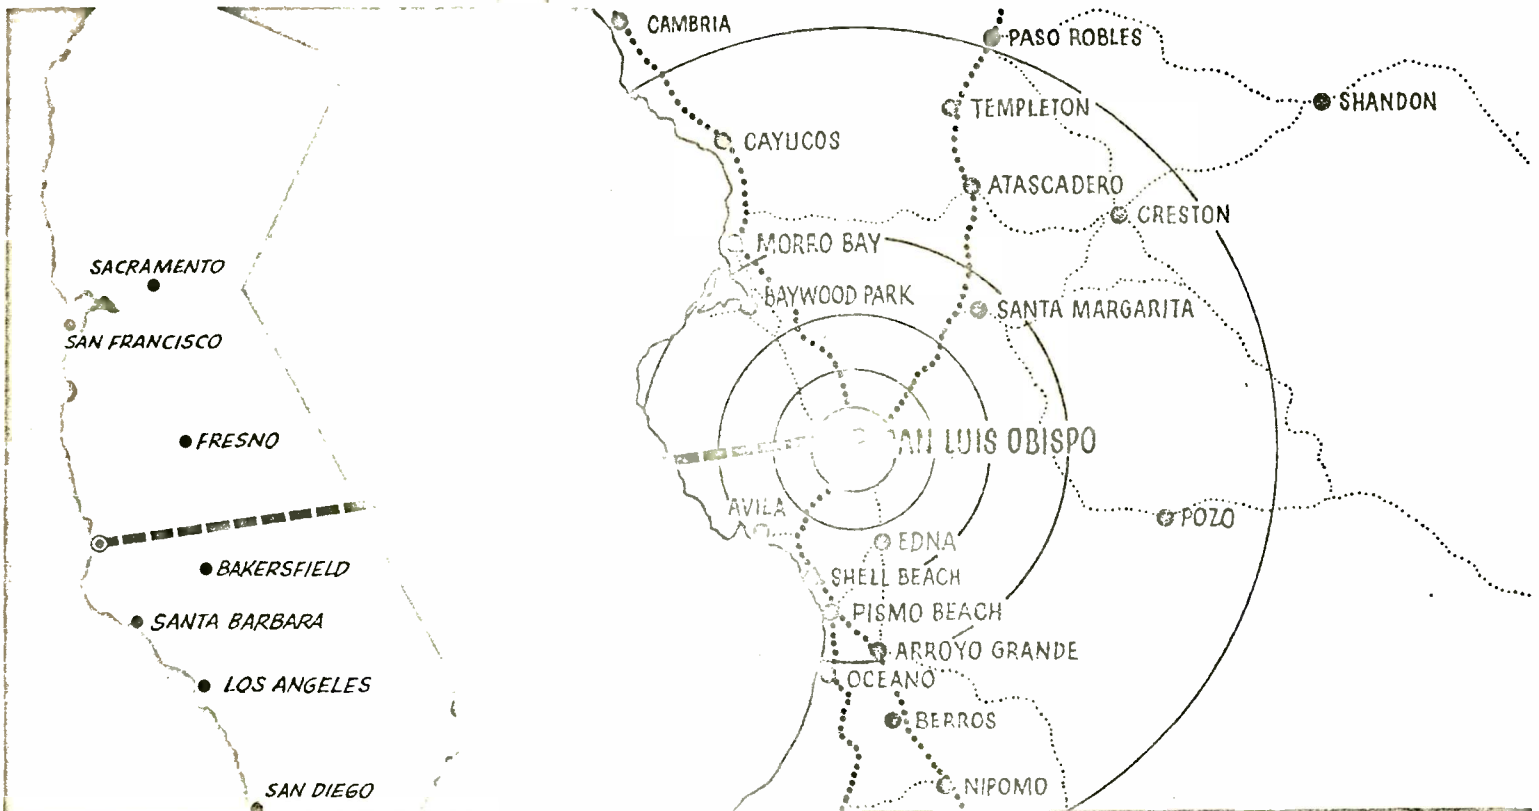 SACRAMENTO
SAN FRANCISCO
FRESNO
BAKERSFIELD
SANTA BARBARA
LOS ANGELES
SAN DIEGO
CAMBRIA
PASO ROBLES
TEMPLETON
SHANDON
CAYUCOS
ATASCADERO
CRESTON
MORRO BAY
BAYWOOD PARK
SANTA MARGARITA
SAN LUIS OBISPO
AVILA
POZO
EDNA
SHELL BEACH
PISMO BEACH
ARROYO GRANDE
OCEANO
BERROS
NIPOMO